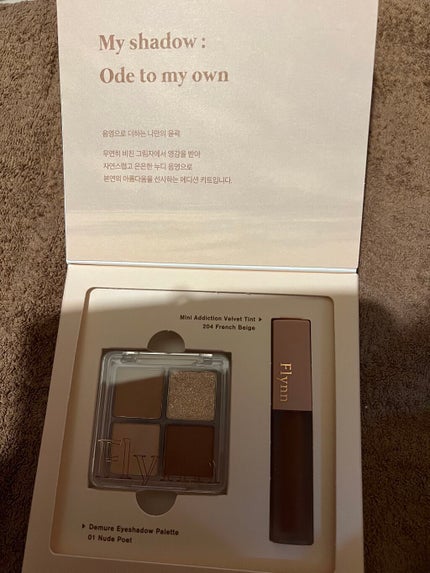 My shadow :
Ode to my own
음영으로 더하는 나만의 윤곽
우연히 비친 그림자에서 영감을 받아
자연스럽고 은은한 누디 음영으로
본연의 아름다움을 선사하는 에디션 키트입니다.
Mini Addiction Velvet Tint ▸
204 French Beige
Flynn
Flynn
▸ Demure Eyeshadow Palette
01 Nude Poet